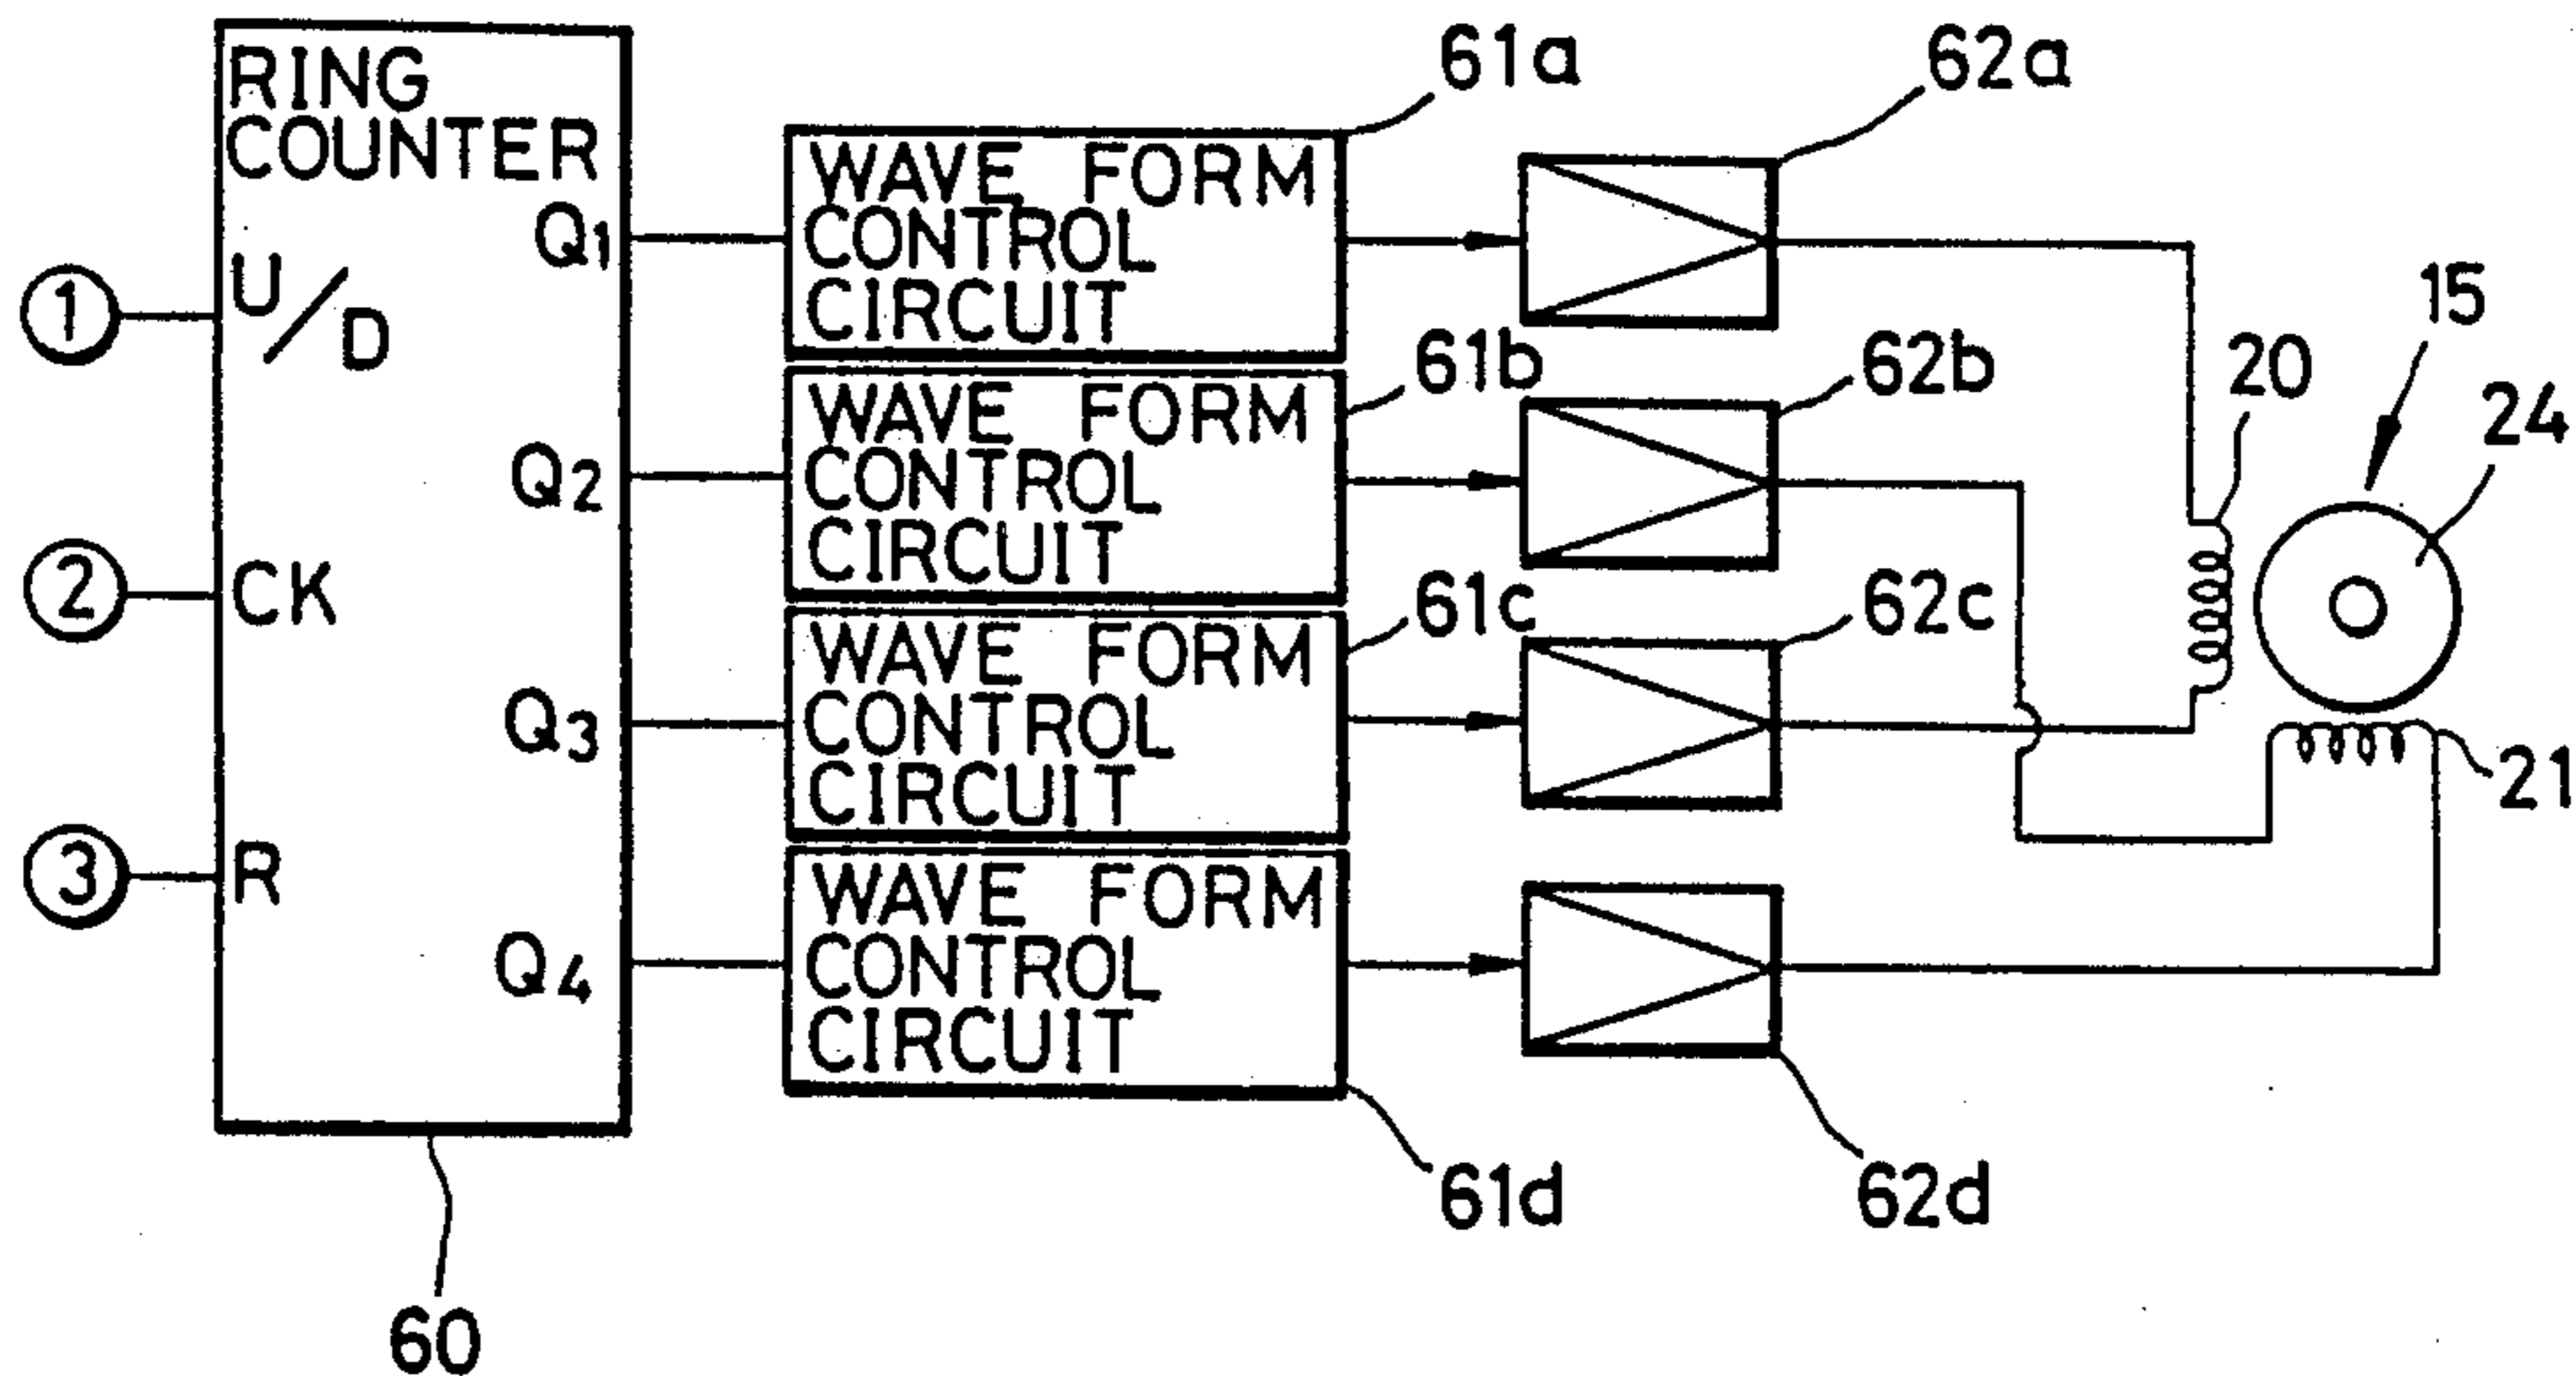 RING
COUNTER
U/D
CK
R
1
2
3
Q1
Q2
Q3
Q4
60
WAVE FORM
CONTROL
CIRCUIT
61a
WAVE FORM
CONTROL
CIRCUIT
61b
WAVE FORM
CONTROL
CIRCUIT
61c
WAVE FORM
CONTROL
CIRCUIT
61d
62a
62b
62c
62d
15
20
24
21